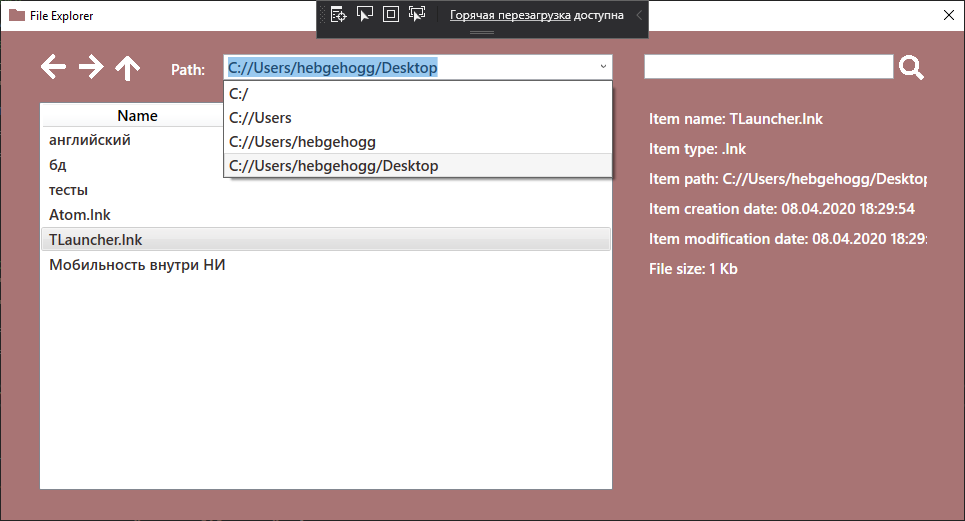 File Explorer
Горячая перезагрузка доступна
Path:
C://Users/hebgehogg/Desktop
C:/
C://Users
C://Users/hebgehogg
C://Users/hebgehogg/Desktop
Name
английский
бд
тесты
Atom.lnk
TLauncher.lnk
Мобильность внутри НИ
Item name: TLauncher.lnk
Item type: .lnk
Item path: C://Users/hebgehogg/Desktop
Item creation date: 08.04.2020 18:29:54
Item modification date: 08.04.2020 18:29:
File size: 1 Kb